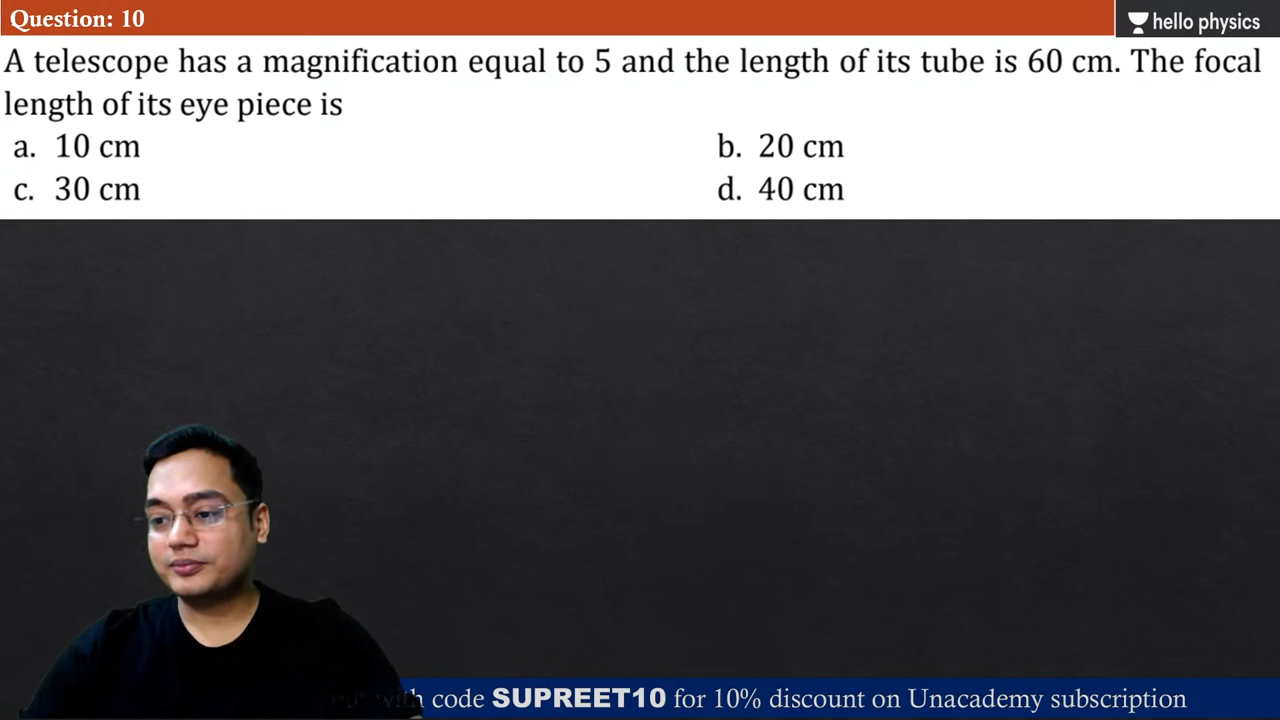 Question: 10
hello physics
A telescope has a magnification equal to 5 and the length of its tube is 60 cm. The focal
length of its eye piece is
a. 10 cm
b. 20 cm
c. 30 cm
d. 40 cm
with code SUPREET10 for 10% discount on Unacademy subscription